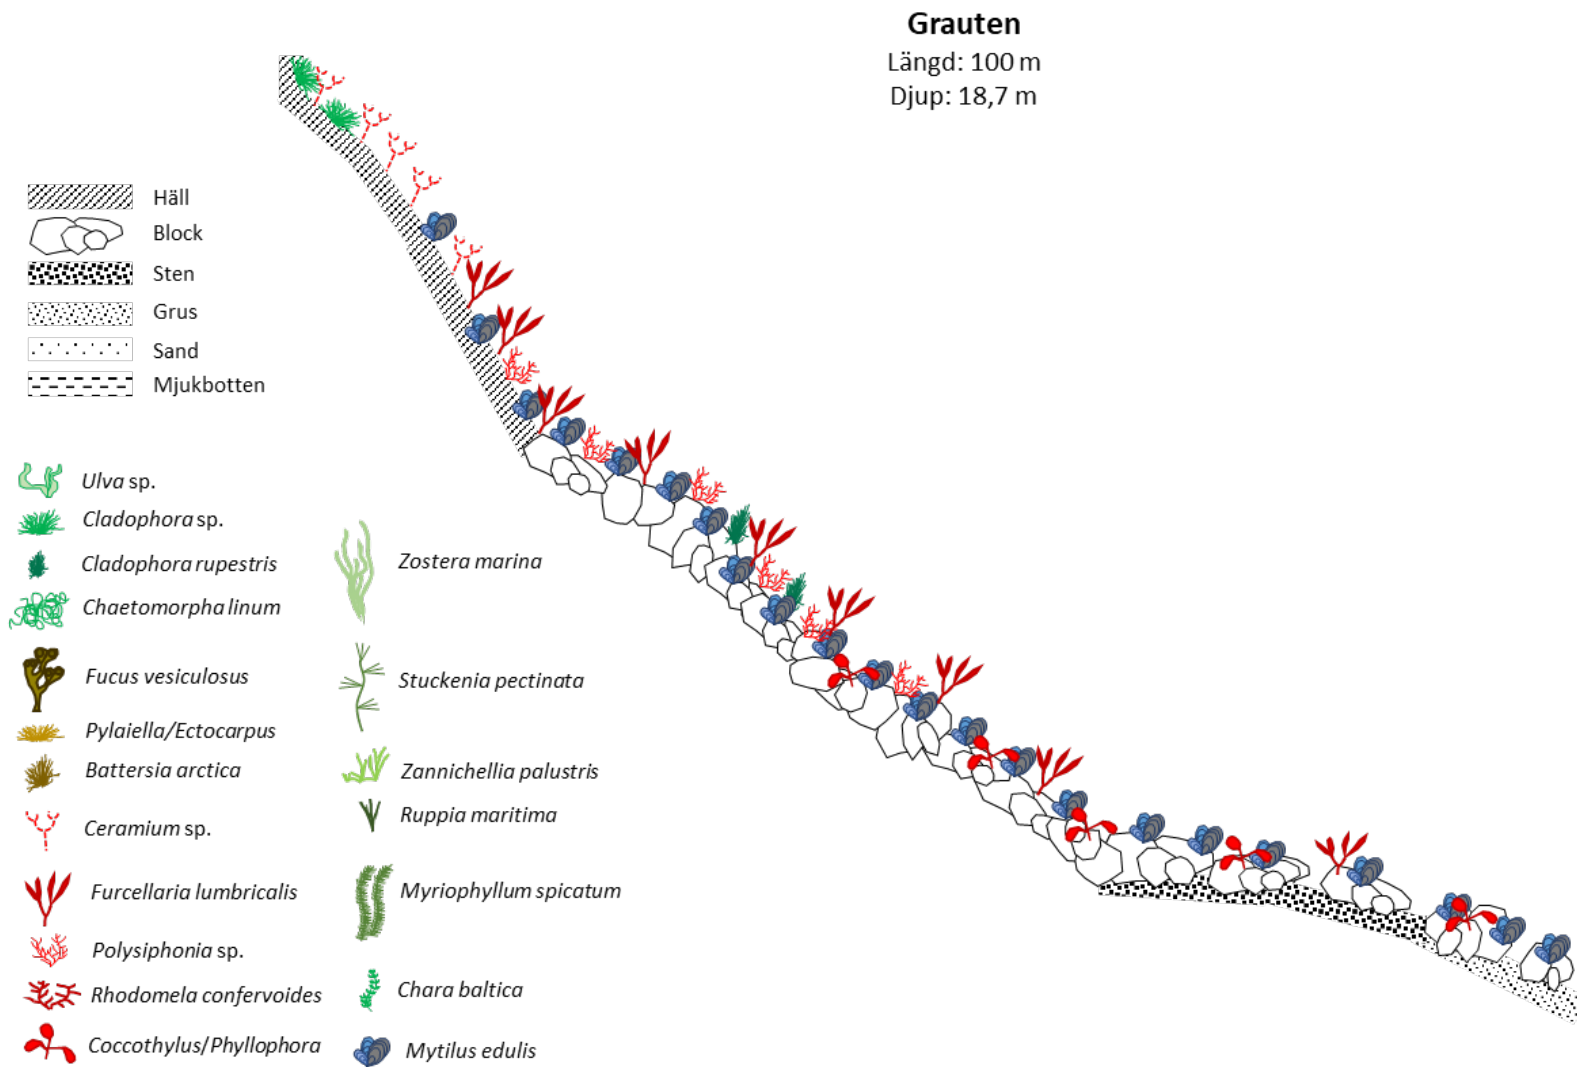 Grauten
Längd: 100 m
Djup: 18,7 m
Häll
Block
Sten
Grus
Sand
Mjukbotten
Ulva sp.
Cladophora sp.
Cladophora rupestris
Chaetomorpha linum
Fucus vesiculosus
Pylaiella/Ectocarpus
Battersia arctica
Ceramium sp.
Furcellaria lumbricalis
Polysiphonia sp.
Rhodomela confervoides
Coccothylus/Phyllophora
Zostera marina
Stuckenia pectinata
Zannichellia palustris
Ruppia maritima
Myriophyllum spicatum
Chara baltica
Mytilus edulis